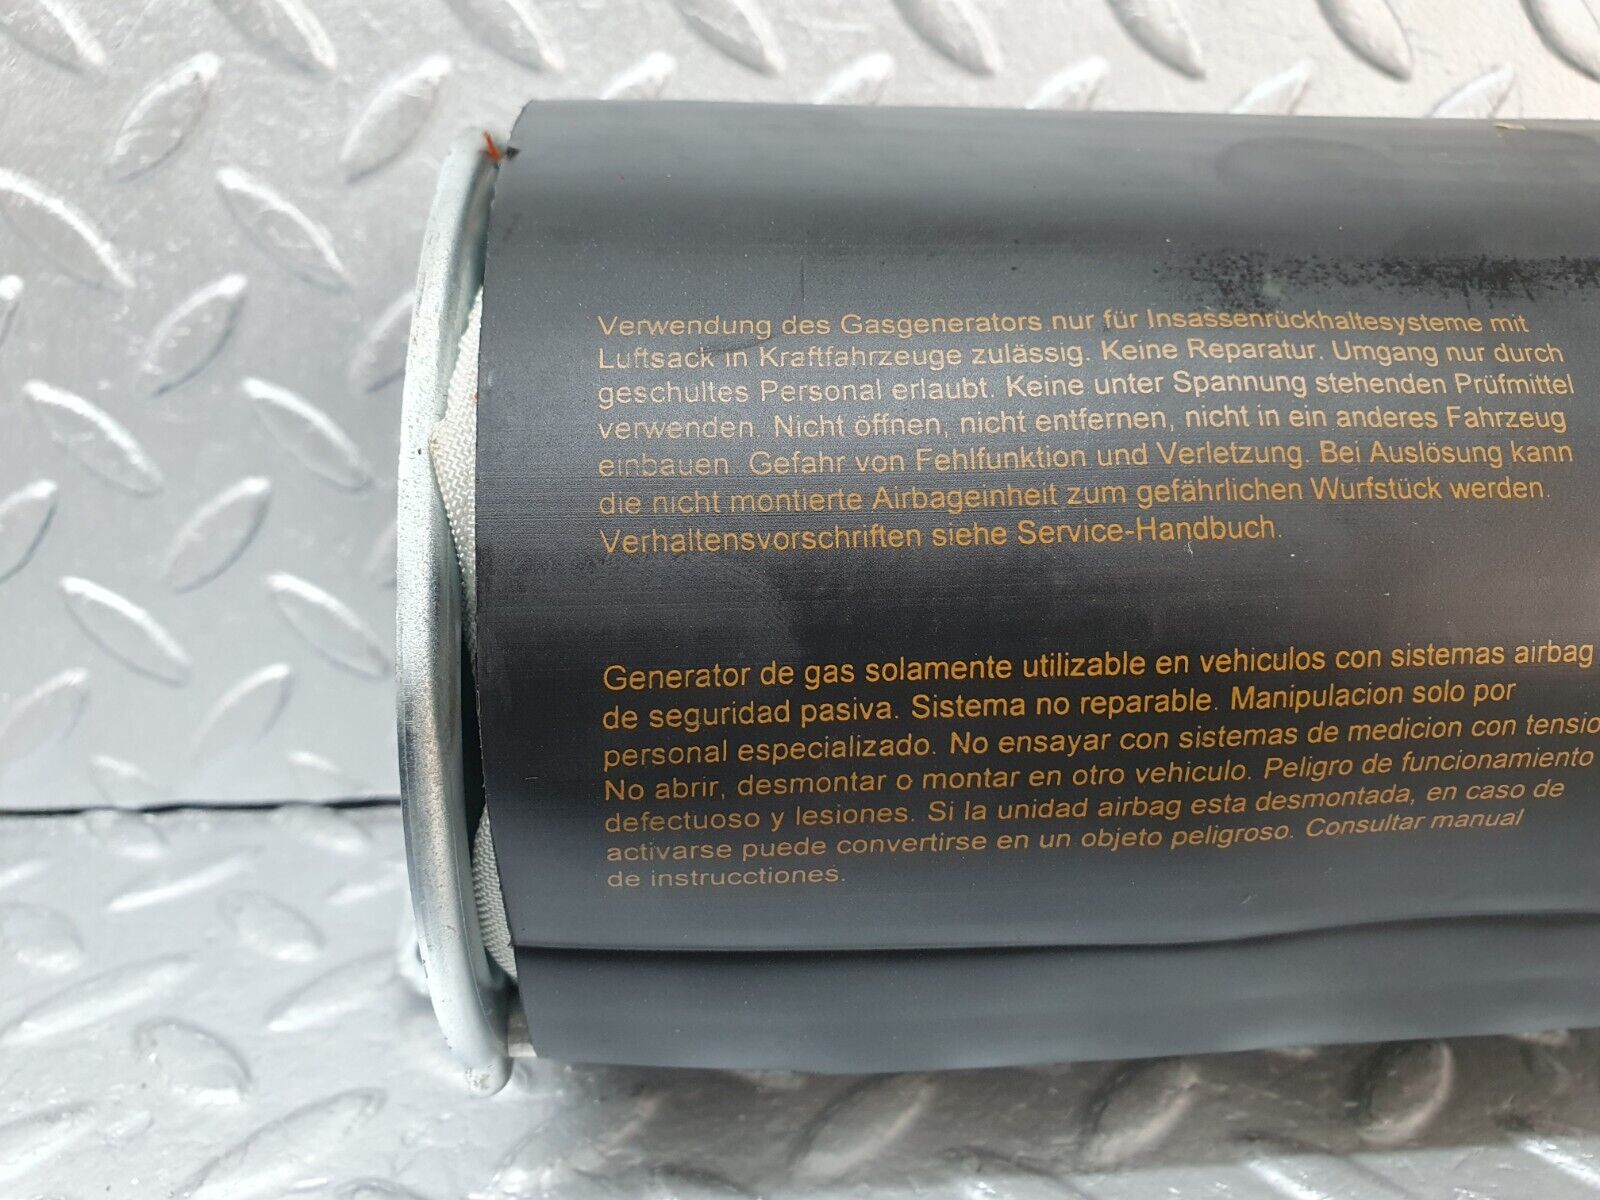 Verwendung des Gasgenerators nur für Insassenrückhaltesysteme mit
Luftsack in Kraftfahrzeuge zulässig. Keine Reparatur. Umgang nur durch
geschultes Personal erlaubt. Keine unter Spannung stehenden Prüfmittel
verwenden. Nicht öffnen, nicht entfernen, nicht in ein anderes Fahrzeug
einbauen. Gefahr von Fehlfunktion und Verletzung. Bei Auslösung kann
die nicht montierte Airbageinheit zum gefährlichen Wurfstück werden.
Verhaltensvorschriften siehe Service-Handbuch.
Generator de gas solamente utilizable en vehiculos con sistemas airbag
de seguridad pasiva. Sistema no reparable. Manipulacion solo por
personal especializado. No ensayar con sistemas de medicion con tensio
No abrir, desmontar o montar en otro vehiculo. Peligro de funcionamiento
defectuoso y lesiones. Si la unidad airbag esta desmontada, en caso de
activarse puede convertirse en un objeto peligroso. Consultar manual
de instrucctiones.